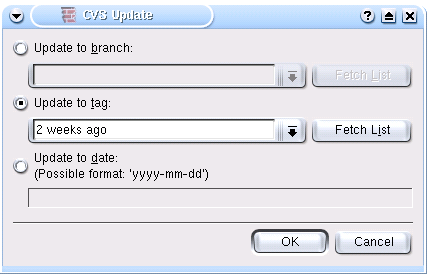 CVS Update
Update to branch:
Fetch List
Update to tag:
2 weeks ago
Fetch List
Update to date:
(Possible format: 'yyyy-mm-dd')
OK
Cancel